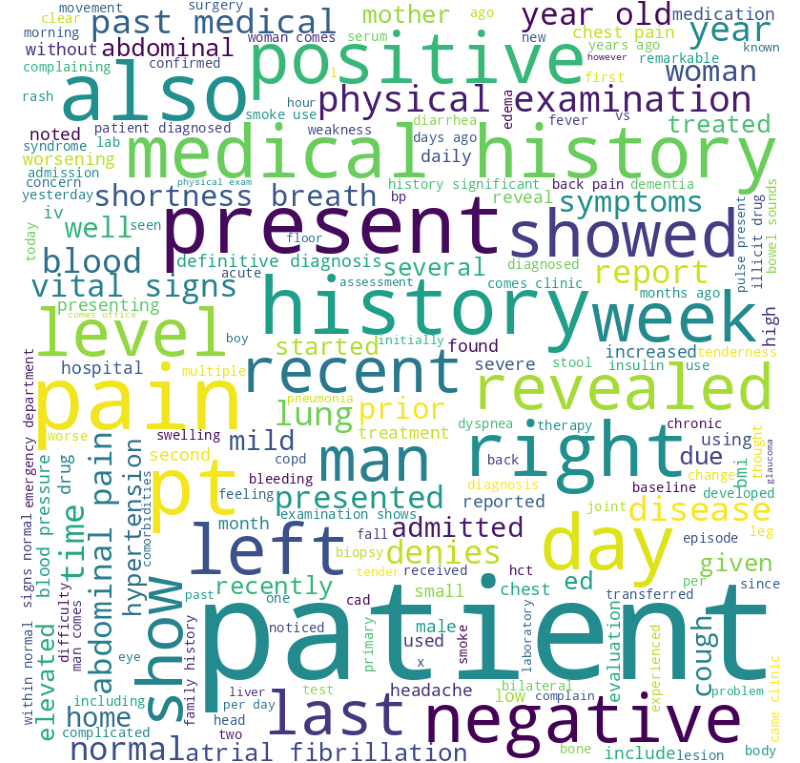 movement
surgery
mother
ago
year old
medication
clear
past medical
woman comes
serum
chest pain
new
year
morning
without
abdominal
positive
years ago
remarkable
known
however
complaining
confirmed
also
1
first
woman
rash
hour
physical examination
edema
smoke use
diarrhea
fever
vs
treated
noted
patient diagnosed
weakness
days ago
syndrome
lab
medical history
daily
worsening
admission
concern
physical exam
history significant
back pain
dementia
yesterday
shortness breath
bp
reveal
symptoms
bowel sounds
iv
well
seen
present
showed
pulse present
illicit drug
today
floor
blood
definitive diagnosis
several
diagnosed
report
acute
vital signs
assessment
comes clinic
months ago
presenting
history
week
high
comes office
level
boy
started
initially
found
increased
tenderness
hospital
severe
stool
insulin
use
multiple
recent
revealed
pain
pneumonia
lung
prior
emergency department
dyspnea
therapy
chronic
worse
swelling
mild
treatment
man
right
due
using
thought
second
copd
back
change
bleeding
diagnosis
baseline
bmi
glaucoma
abdominal pain
blood pressure
drug
hypertension
comorbidities
pt
feeling
presented
reported
joint
developed
examination shows
disease
time
month
fall
admitted
episode
leg
left
biopsy
denies
day
given
within normal
signs normal
difficulty
man comes
tender
received
hct
per
since
show
past
recently
cad
small
chest
ed
transferred
one
patient
elevated
eye
noticed
primary
male
used
x
smoke
laboratory
evaluation
experienced
cough
came clinic
including
family history
liver
test
headache
bilateral
low
complain
problem
home
per day
last
negative
complicated
head
two
normal
atrial fibrillation
bone
include
lesion
body